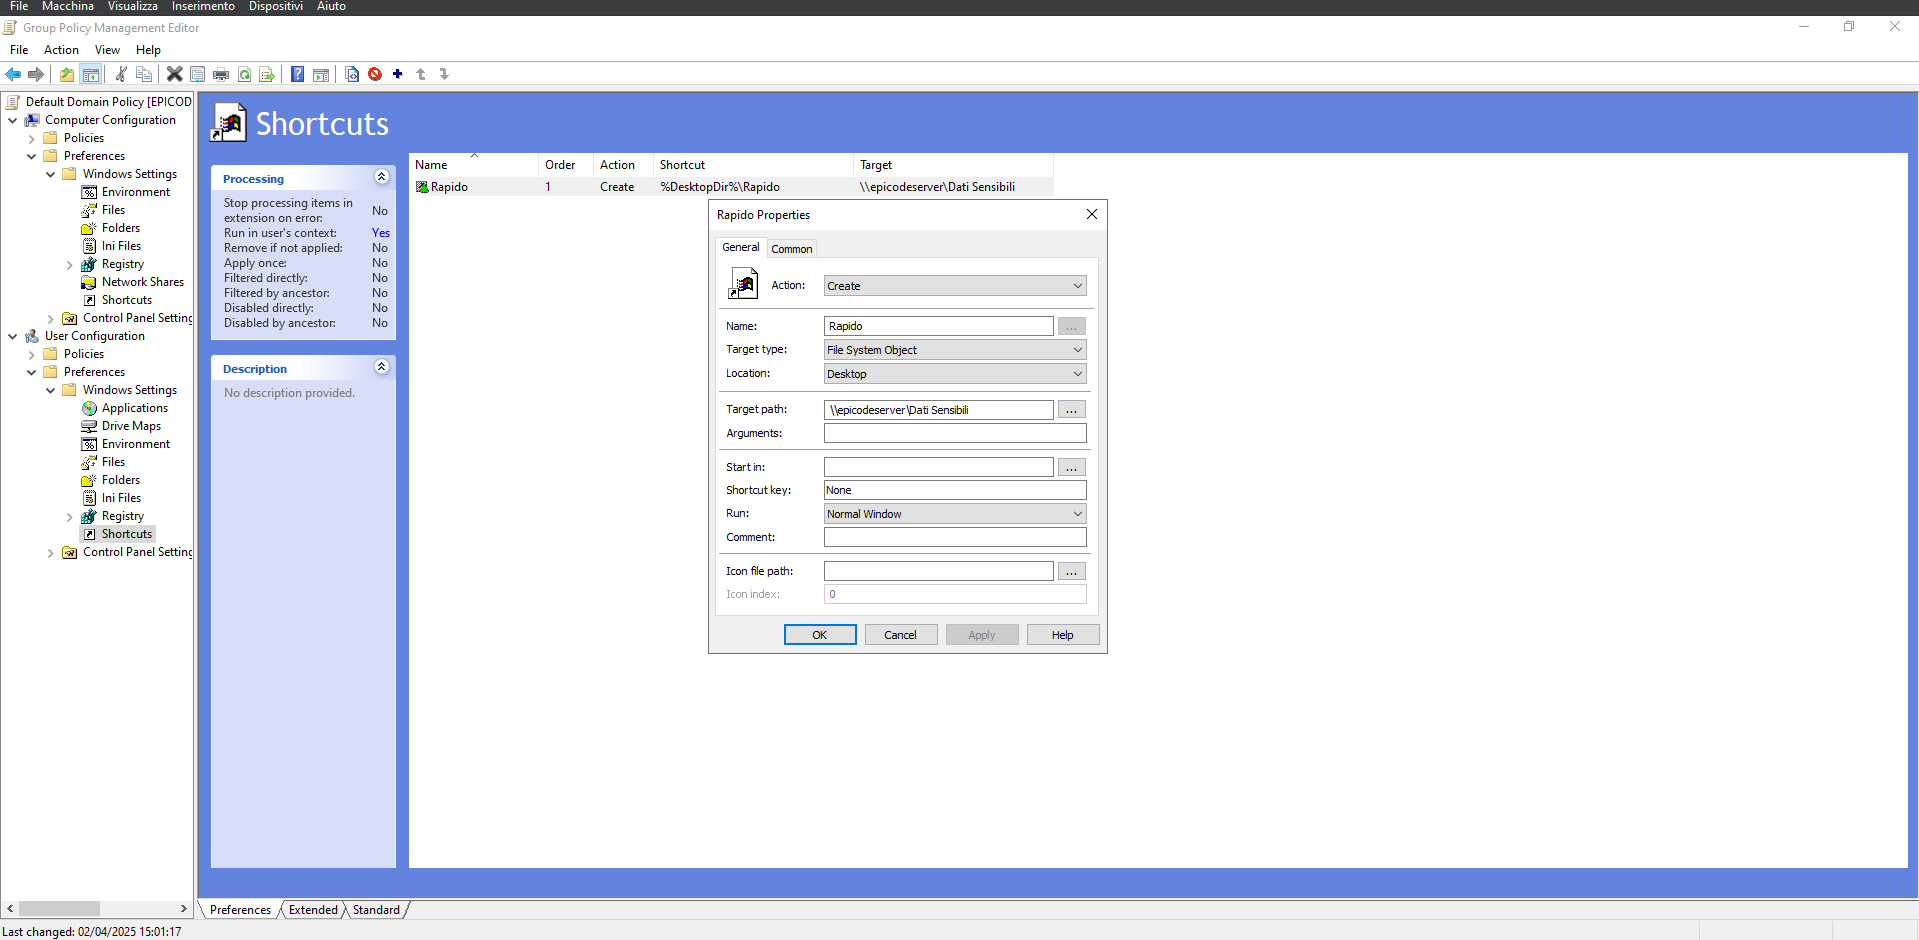 File Macchina Visualizza Inserimento Dispositivi Aiuto
Group Policy Management Editor
File Action View Help
Default Domain Policy [EPICOD
Computer Configuration
Policies
Preferences
Windows Settings
Environment
Files
Folders
Ini Files
Registry
Network Shares
Shortcuts
Control Panel Setting
User Configuration
Policies
Preferences
Windows Settings
Applications
Drive Maps
Environment
Files
Folders
Ini Files
Registry
Shortcuts
Control Panel Setting
Shortcuts
Processing
Stop processing items in extension on error: No
Run in user's context: Yes
Remove if not applied: No
Apply once: No
Filtered directly: No
Filtered by ancestor: No
Disabled directly: No
Disabled by ancestor: No
Description
No description provided.
Name Order Action Shortcut Target
Rapido 1 Create %DesktopDir%\Rapido \\epicodeserver\Dati Sensibili
Rapido Properties
General Common
Action: Create
Name: Rapido ...
Target type: File System Object
Location: Desktop
Target path: \\epicodeserver\Dati Sensibili ...
Arguments:
Start in: ...
Shortcut key: None
Run: Normal Window
Comment:
Icon file path: ...
Icon index: 0
OK Cancel Apply Help
Preferences Extended Standard
Last changed: 02/04/2025 15:01:17